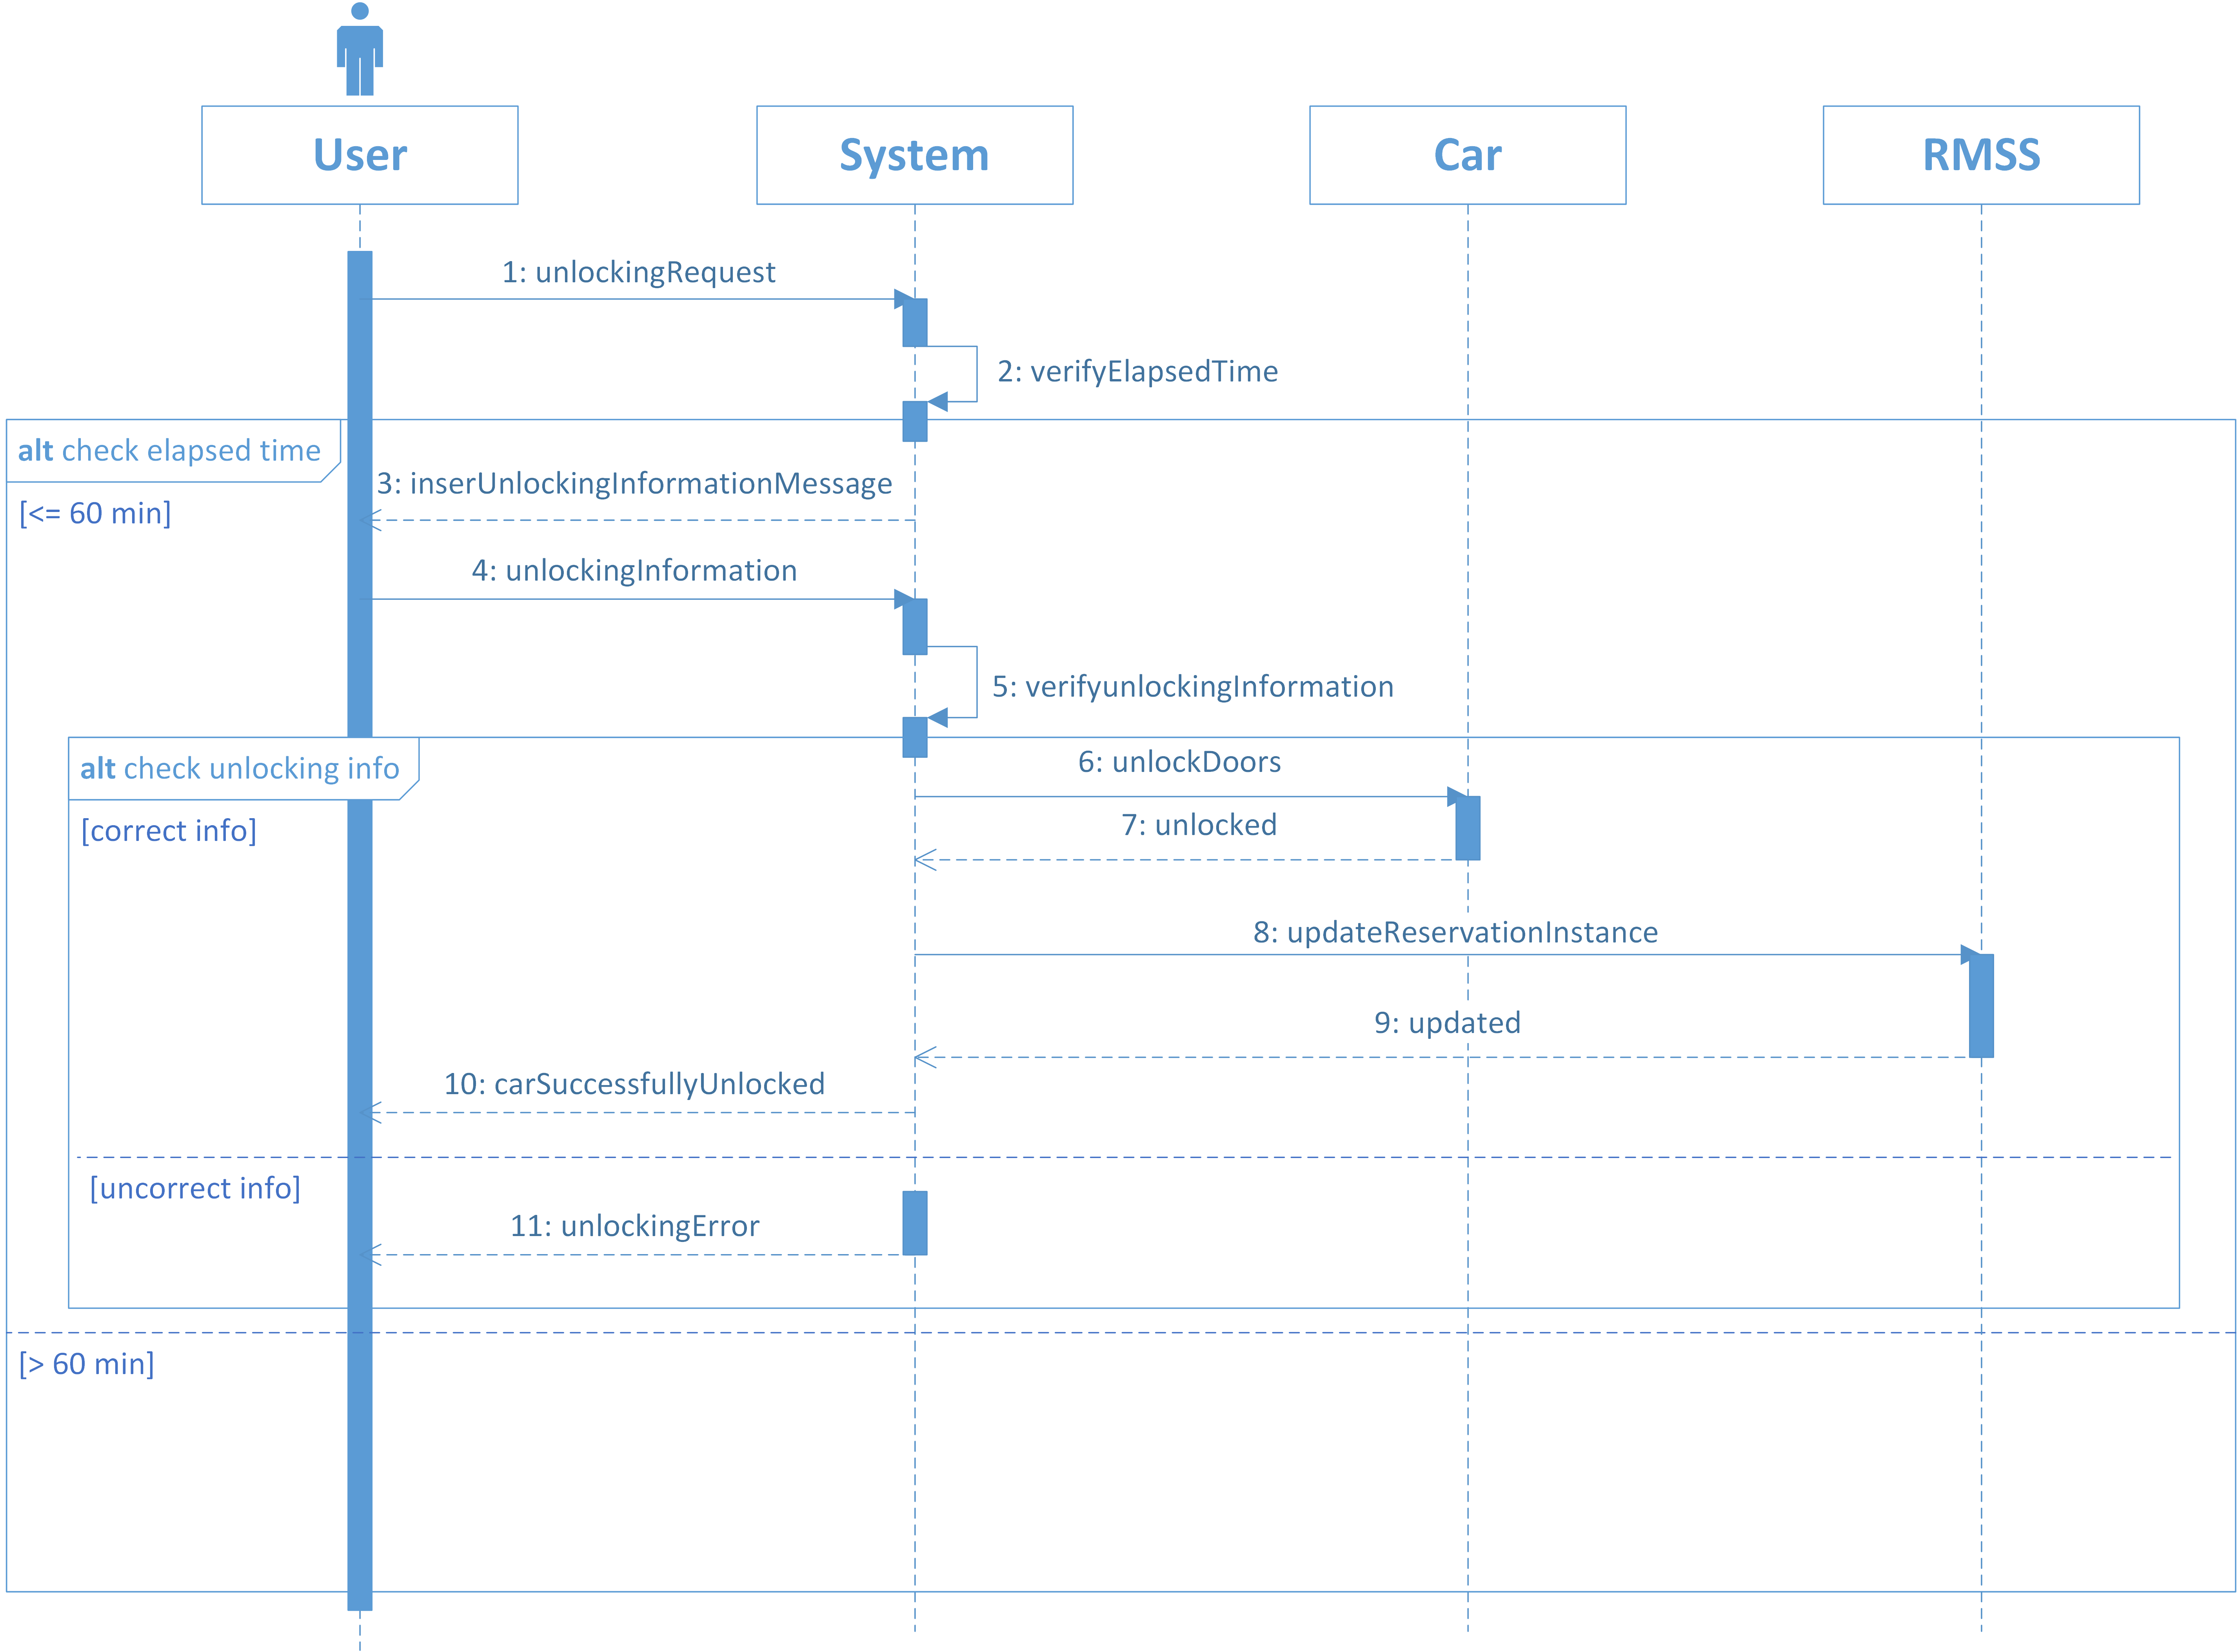 User
System
Car
RMSS
1: unlockingRequest
2: verifyElapsedTime
alt check elapsed time
3: inserUnlockingInformationMessage
[<= 60 min]
4: unlockingInformation
5: verifyunlockingInformation
alt check unlocking info
6: unlockDoors
[correct info]
7: unlocked
8: updateReservationInstance
9: updated
10: carSuccessfullyUnlocked
[uncorrect info]
11: unlockingError
[> 60 min]